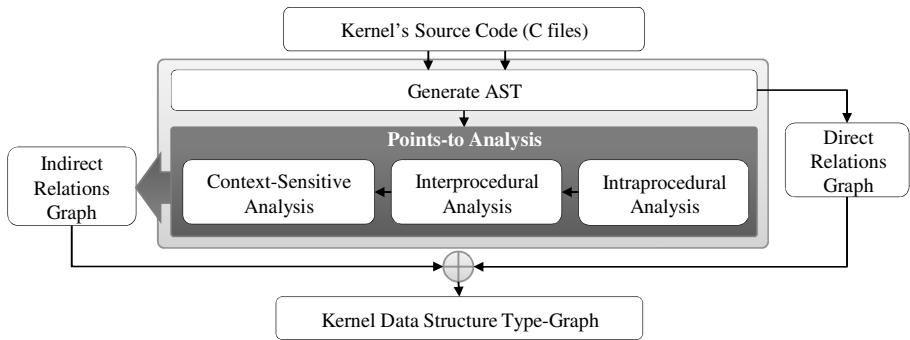 Kernel's Source Code (C files)
Generate AST
Points-to Analysis
Indirect
Relations
Graph
Context-Sensitive
Analysis
Interprocedural
Analysis
Intraprocedural
Analysis
Direct
Relations
Graph
Kernel Data Structure Type-Graph